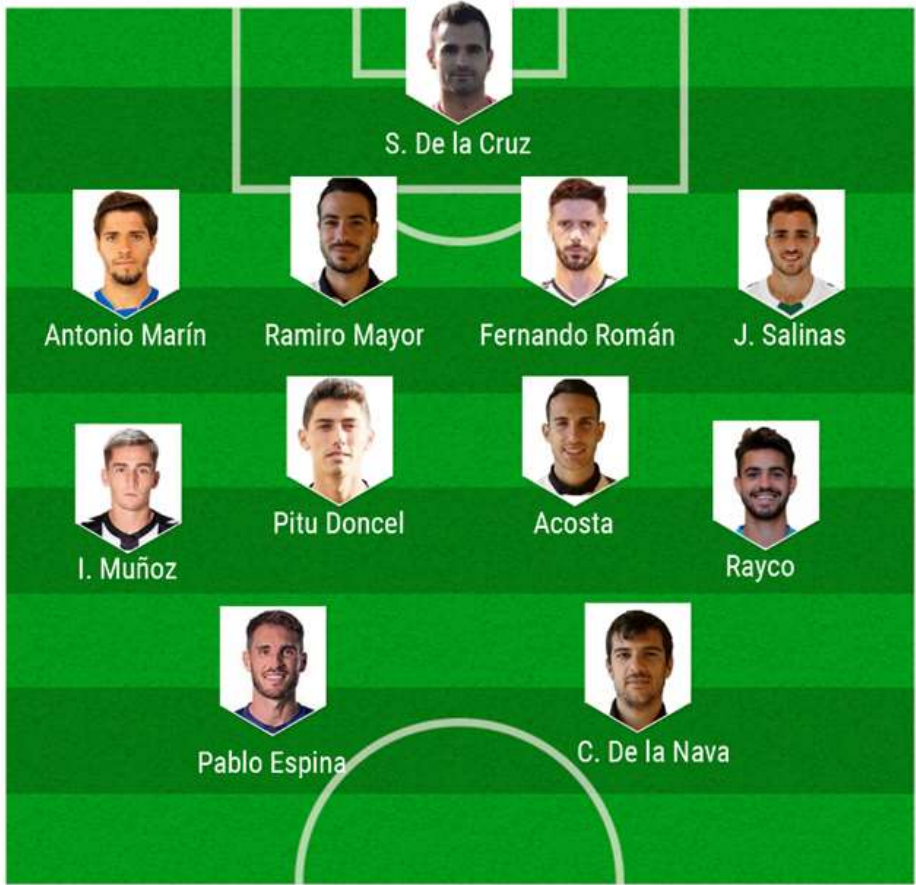 S. De la Cruz
Antonio Marín
Ramiro Mayor
Fernando Román
J. Salinas
I. Muñoz
Pitu Doncel
Acosta
Rayco
Pablo Espina
C. De la Nava